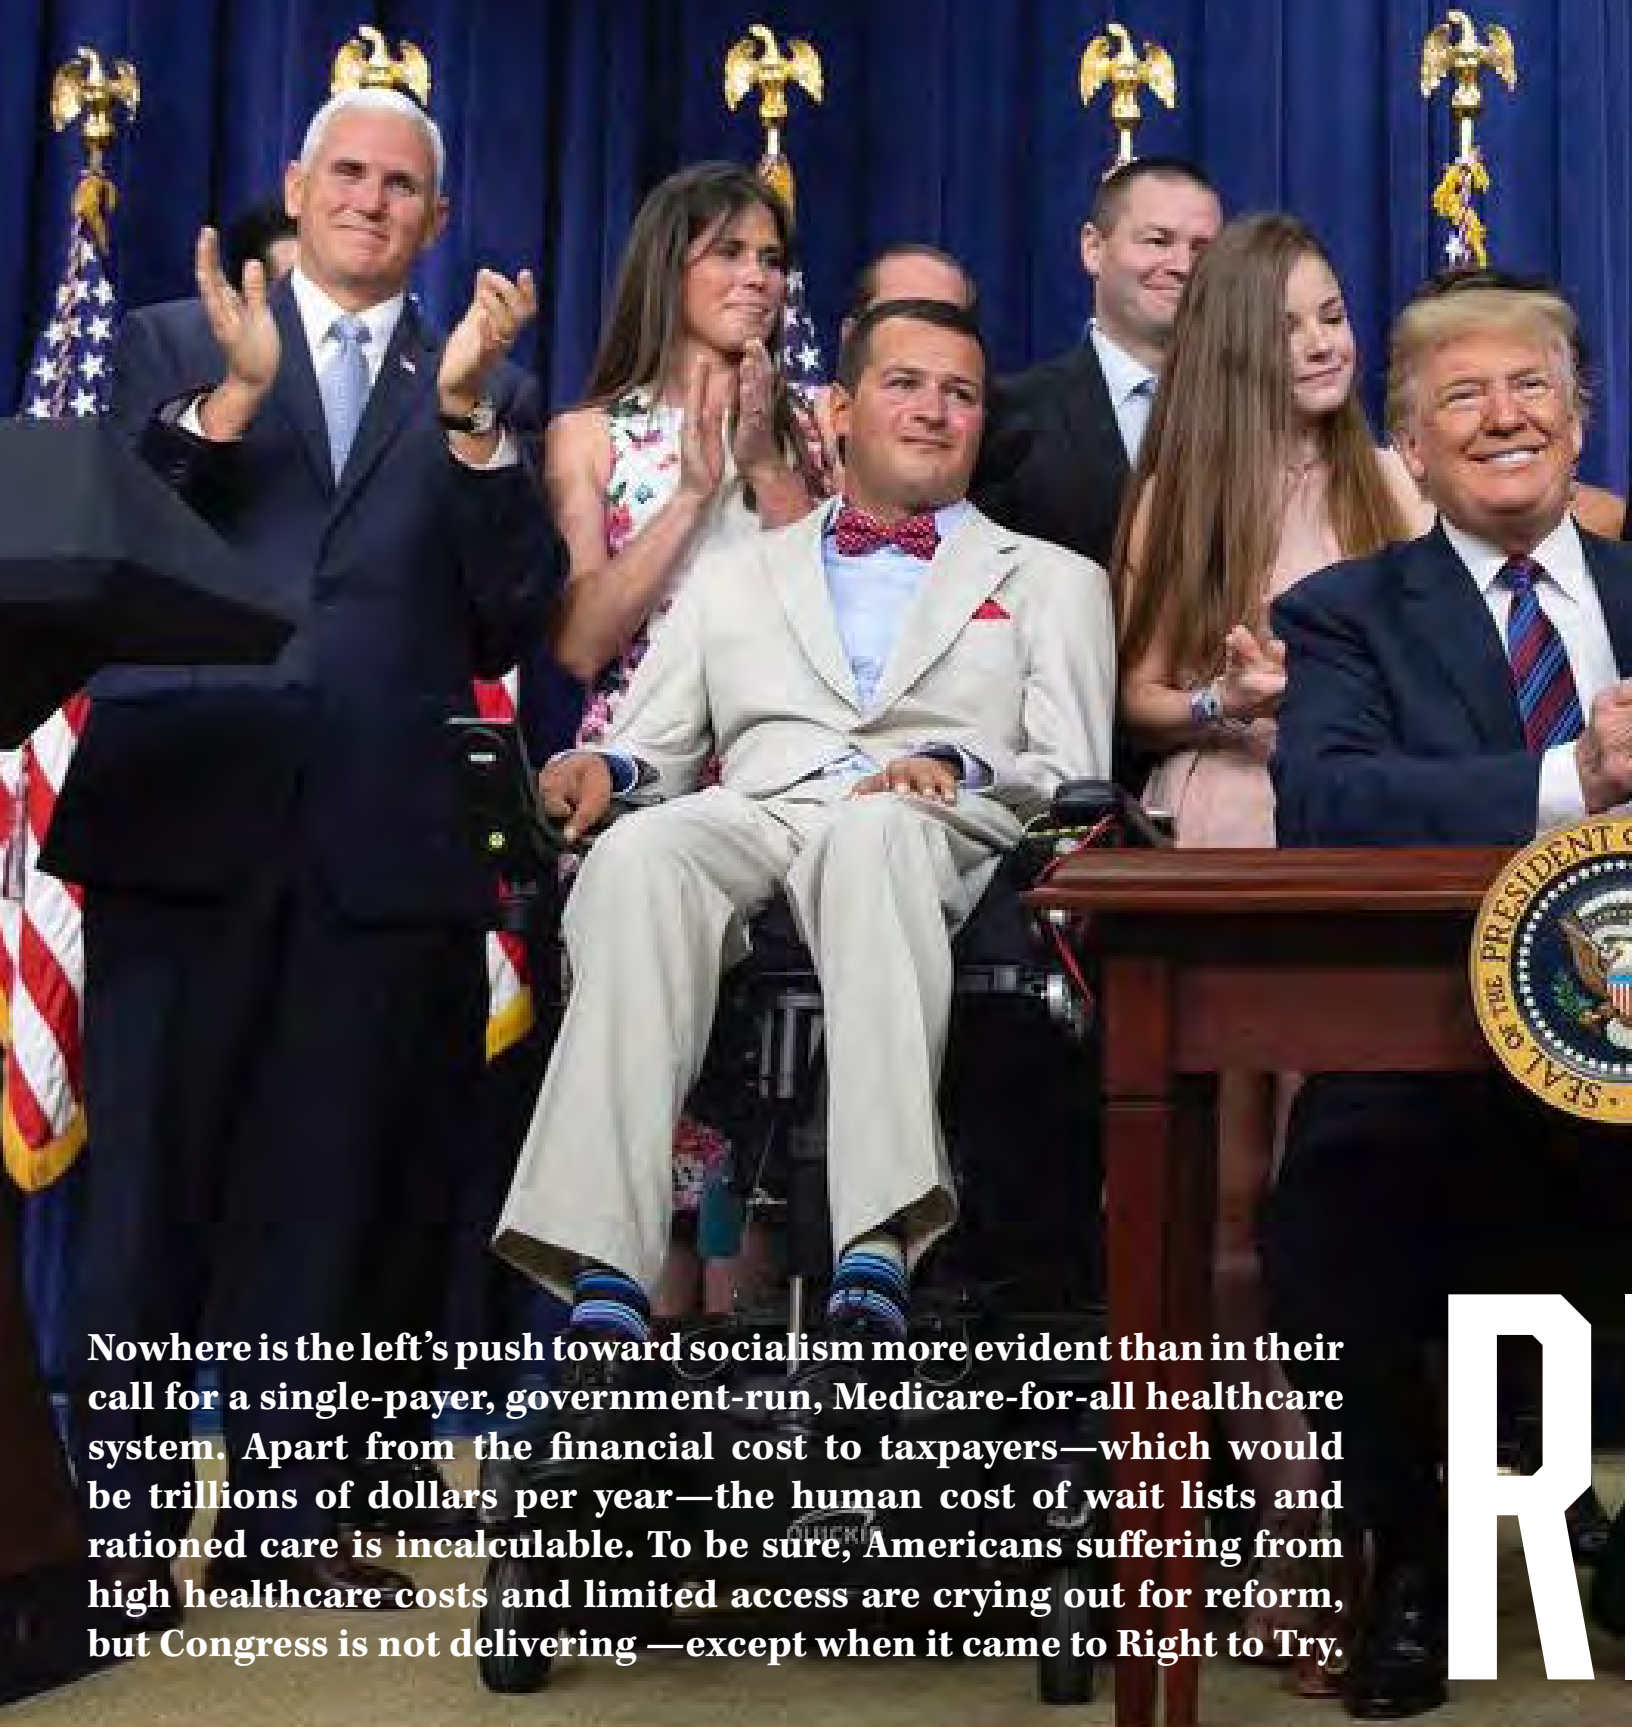 PRESIDENT O
SEAL OF THE
QUICKIE
Nowhere is the left’s push toward socialism more evident than in their
call for a single-payer, government-run, Medicare-for-all healthcare
system. Apart from the financial cost to taxpayers—which would
be trillions of dollars per year—the human cost of wait lists and
rationed care is incalculable. To be sure, Americans suffering from
high healthcare costs and limited access are crying out for reform,
but Congress is not delivering —except when it came to Right to Try.
R